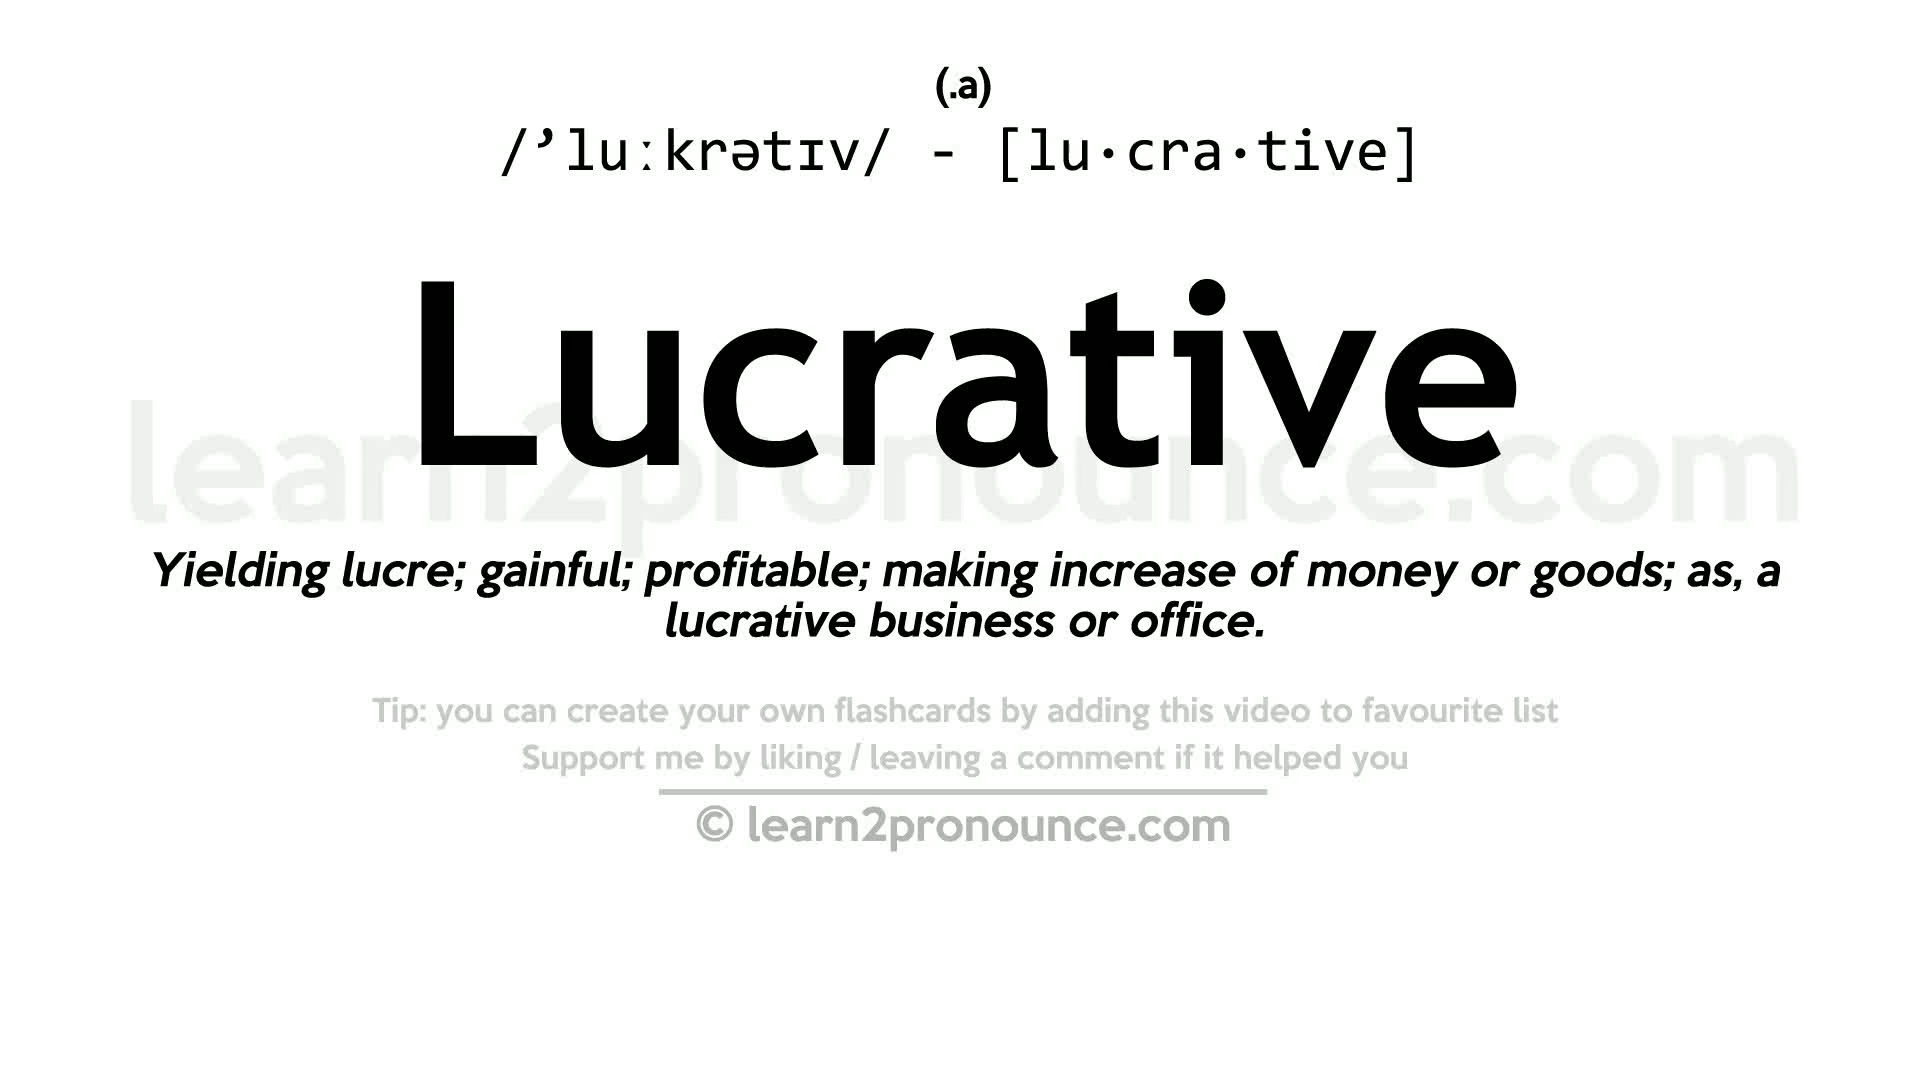 (.a)
/’luːkrətɪv/ - [lu·cra·tive]
Lucrative
learn2pronounce.com
Yielding lucre; gainful; profitable; making increase of money or goods; as, a
lucrative business or office.
Tip: you can create your own flashcards by adding this video to favourite list
Support me by liking / leaving a comment if it helped you
© learn2pronounce.com